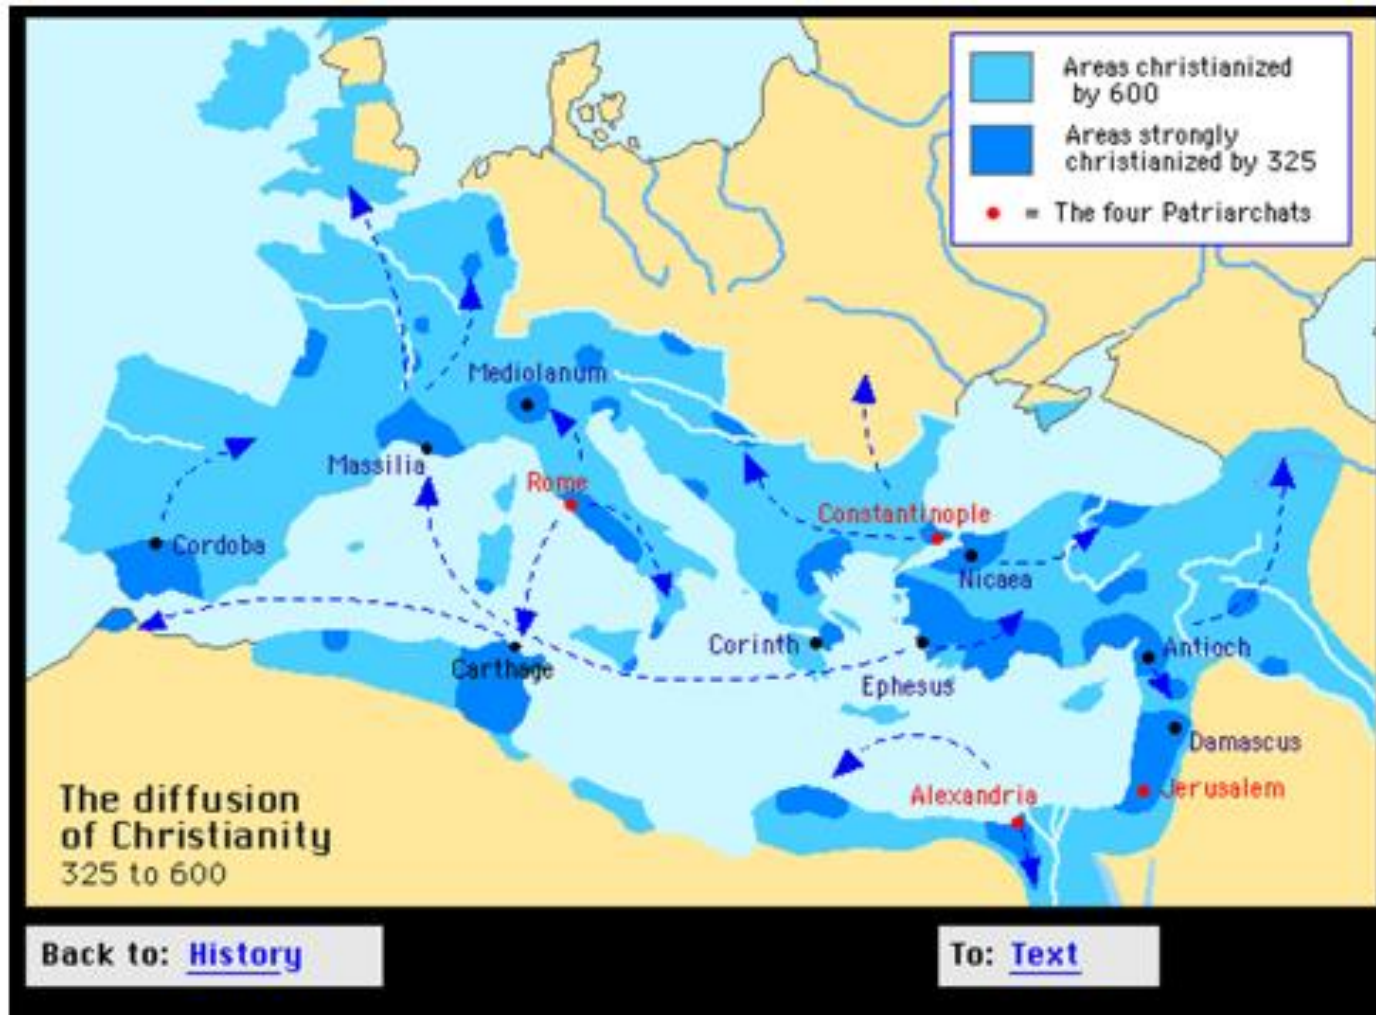 Areas christianized
by 600
Areas strongly
christianized by 325
= The four Patriarchats
Mediolanum
Massilia
Rome
Constantinople
Cordoba
Nicaea
Carthage
Corinth
Antioch
Ephesus
Damascus
Jerusalem
Alexandria
The diffusion
of Christianity
325 to 600
Back to: History
To: Text